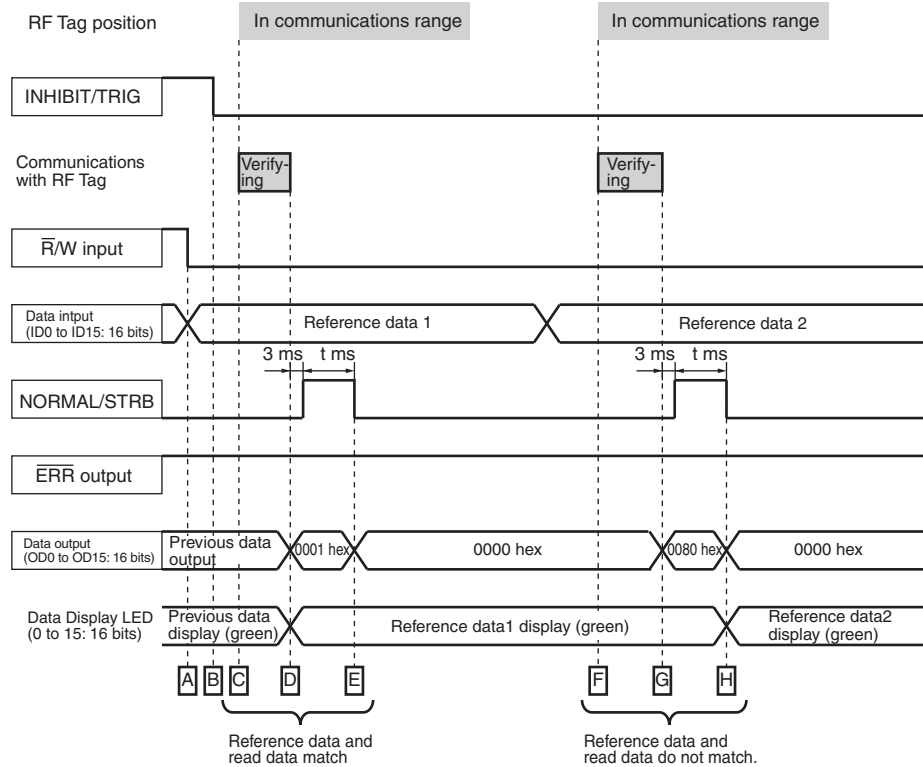 RF Tag position
In communications range
In communications range
INHIBIT/TRIG
Communications
with RF Tag
Verify-
ing
Verify-
ing
R̅/W input
Data intput
(ID0 to ID15: 16 bits)
Reference data 1
Reference data 2
3 ms
t ms
3 ms
t ms
NORMAL/STRB
E̅R̅R̅ output
Data output
(OD0 to OD15: 16 bits)
Previous data
output
0001 hex
0000 hex
0080 hex
0000 hex
Data Display LED
(0 to 15: 16 bits)
Previous data
display (green)
Reference data1 display (green)
Reference data2
display (green)
A
B
C
D
E
F
G
H
Reference data and
read data match
Reference data and
read data do not match.